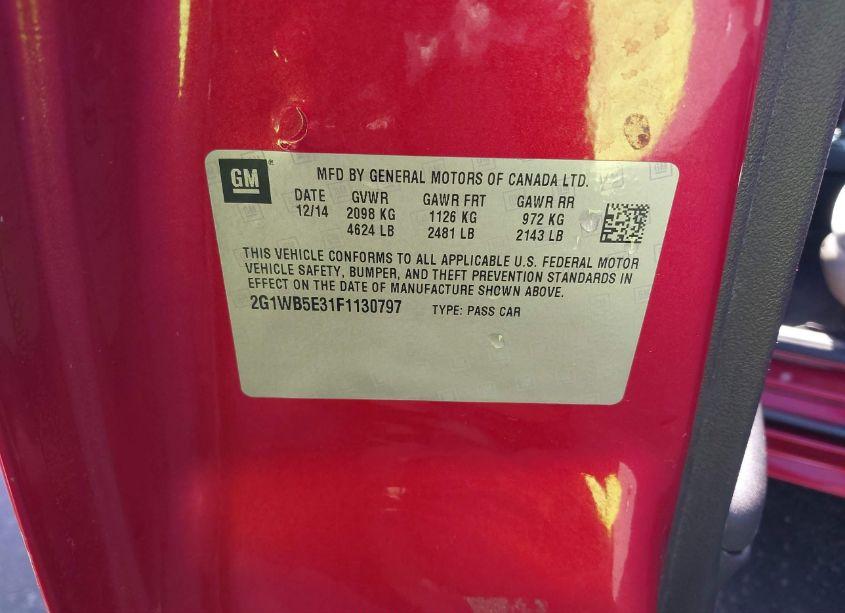 GM ® MFD BY GENERAL MOTORS OF CANADA LTD.
DATE GVWR GAWR FRT GAWR RR
12/14 2098 KG 1126 KG 972 KG
4624 LB 2481 LB 2143 LB
THIS VEHICLE CONFORMS TO ALL APPLICABLE U.S. FEDERAL MOTOR
VEHICLE SAFETY, BUMPER, AND THEFT PREVENTION STANDARDS IN
EFFECT ON THE DATE OF MANUFACTURE SHOWN ABOVE.
2G1WB5E31F1130797 TYPE: PASS CAR